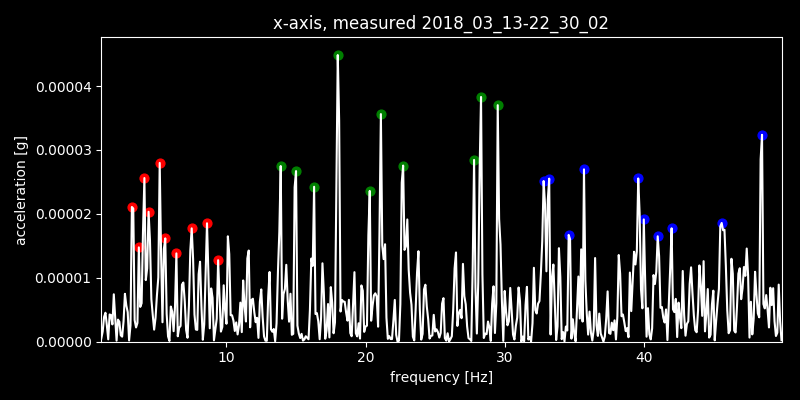 x-axis, measured 2018_03_13-22_30_02
0.00004
0.00003
0.00002
0.00001
0.00000
acceleration [g]
10 20 30 40
frequency [Hz]